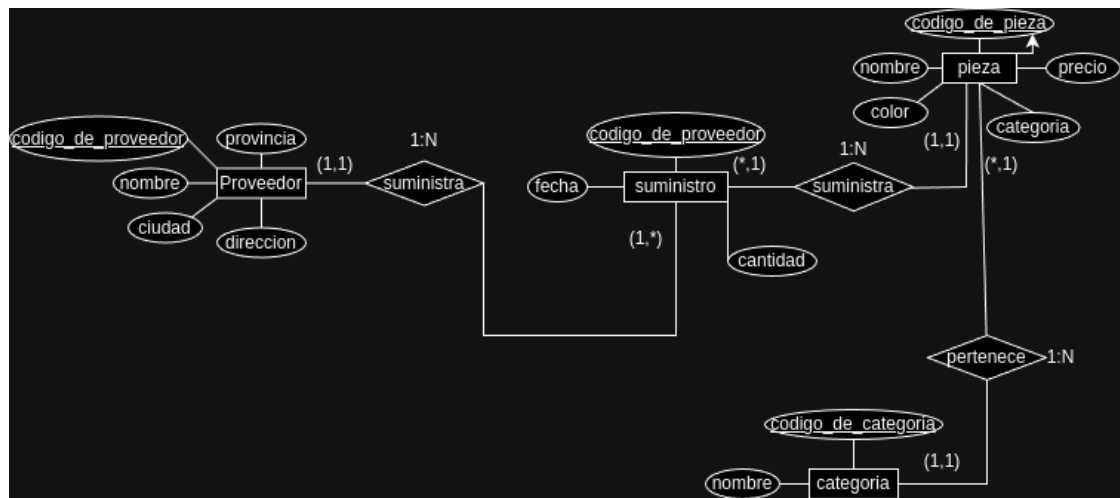 codigo_de_pieza
nombre
pieza
precio
color
categoria
(1,1)
(*,1)
codigo_de_proveedor
provincia
nombre
Proveedor
(1,1)
ciudad
direccion
1:N
suministra
codigo_de_proveedor
fecha
suministro
(*,1)
(1,*)
cantidad
1:N
suministra
pertenece
1:N
codigo_de_categoria
nombre
categoria
(1,1)